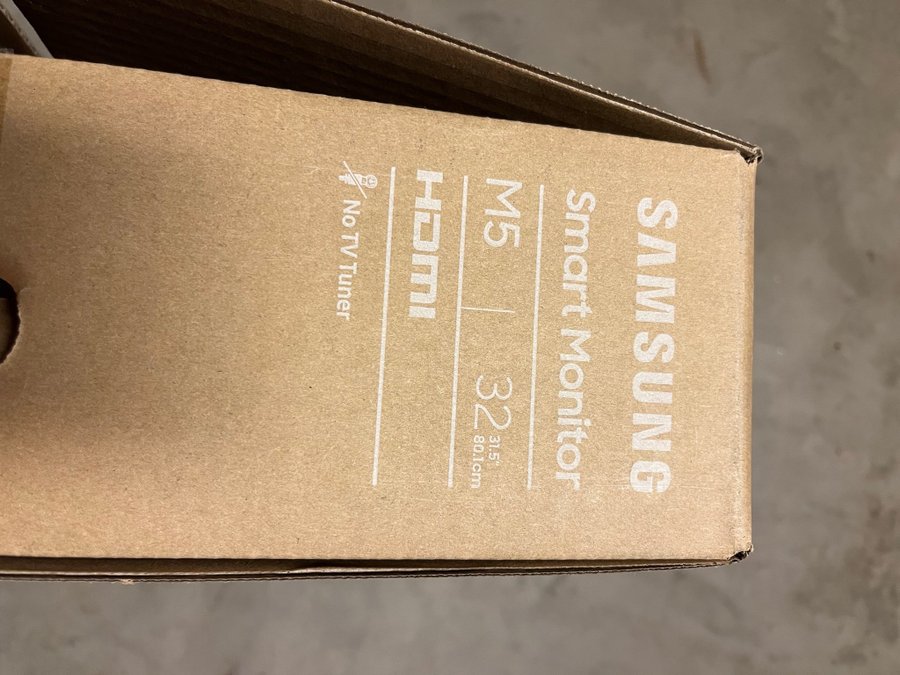 SAMSUNG
Smart Monitor
M5 | 32 31.5" 80.1cm
HDMI
No TV Tuner